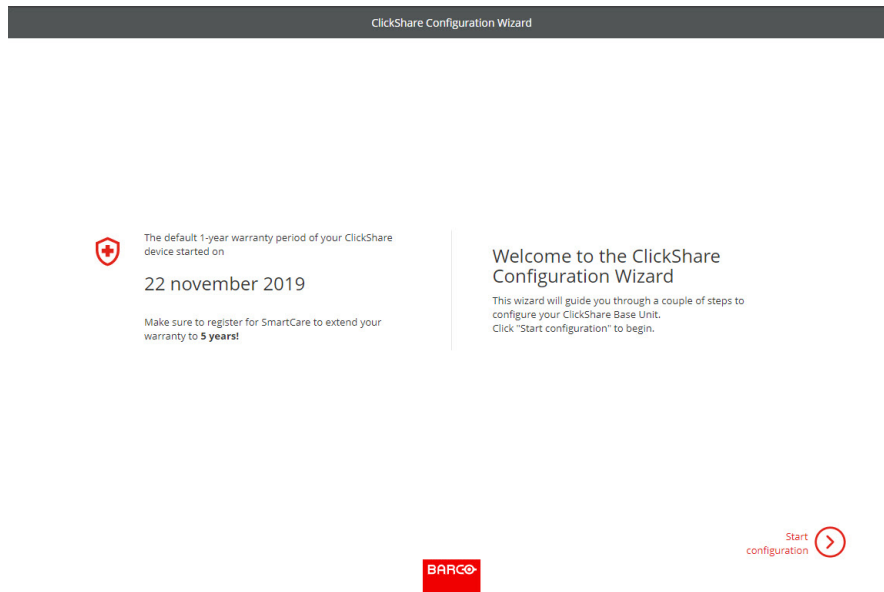 ClickShare Configuration Wizard
The default 1-year warranty period of your ClickShare
device started on
22 november 2019
Make sure to register for SmartCare to extend your
warranty to 5 years!
Welcome to the ClickShare
Configuration Wizard
This wizard will guide you through a couple of steps to
configure your ClickShare Base Unit.
Click "Start configuration" to begin.
Start
configuration
BARCO